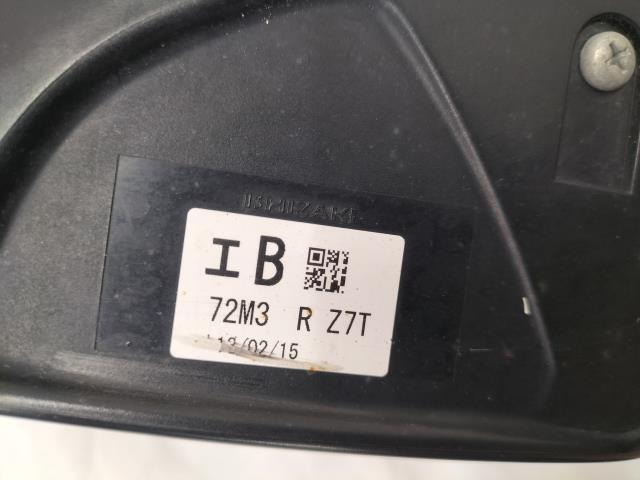 ISHIZAKI
エB
72M3 R Z7T
'13/02/15